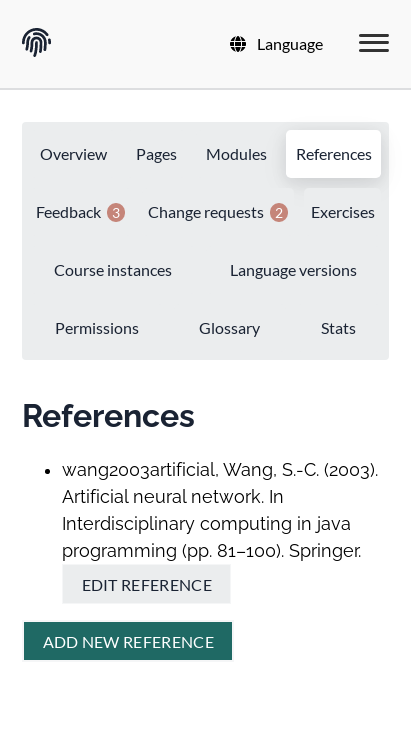 Language
Overview Pages Modules References
Feedback 3 Change requests 2 Exercises
Course instances Language versions
Permissions Glossary Stats
References
• wang2003artificial, Wang, S.-C. (2003).
Artificial neural network. In
Interdisciplinary computing in java
programming (pp. 81–100). Springer.
EDIT REFERENCE
ADD NEW REFERENCE